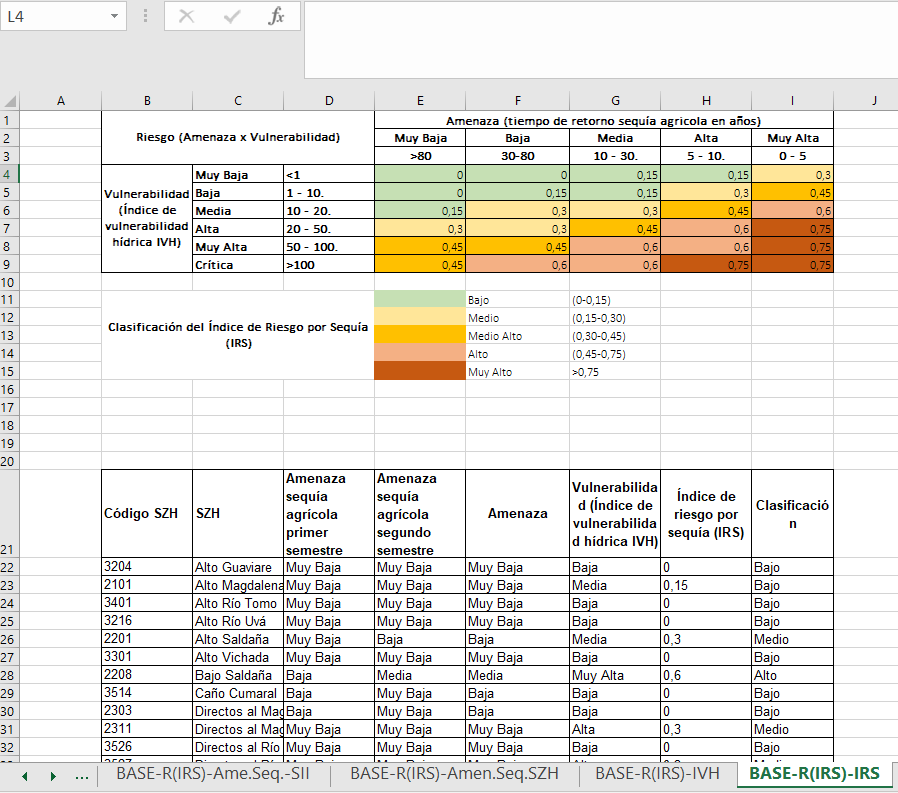 L4 fx
A B C D E F G H I J
1 Riesgo (Amenaza x Vulnerabilidad) Amenaza (tiempo de retorno sequía agricola en años)
2 Muy Baja Baja Media Alta Muy Alta
3 >80 30-80 10 - 30. 5 - 10. 0 - 5
Vulnerabilidad
(Índice de
vulnerabilidad
hídrica IVH)
4 Muy Baja <1 0 0 0,15 0,15 0,3
5 Baja 1 - 10. 0 0,15 0,15 0,3 0,45
6 Media 10 - 20. 0,15 0,3 0,3 0,45 0,6
7 Alta 20 - 50. 0,3 0,3 0,45 0,6 0,75
8 Muy Alta 50 - 100. 0,45 0,45 0,6 0,6 0,75
9 Crítica >100 0,45 0,6 0,6 0,75 0,75
10
Clasificación del Índice de Riesgo por Sequía
(IRS)
11 Bajo (0-0,15)
12 Medio (0,15-0,30)
13 Medio Alto (0,30-0,45)
14 Alto (0,45-0,75)
15 Muy Alto >0,75
16
17
18
19
20
21 Código SZH SZH
Amenaza
sequía
agrícola
primer
semestre
Amenaza
sequía
agrícola
segundo
semestre
Amenaza
Vulnerabilida
d (Índice de
vulnerabilida
d hídrica IVH)
Índice de
riesgo por
sequía (IRS)
Clasificació
n
22 3204 Alto Guaviare Muy Baja Muy Baja Muy Baja Baja 0 Bajo
23 2101 Alto Magdalena Muy Baja Muy Baja Muy Baja Media 0,15 Bajo
24 3401 Alto Río Tomo Muy Baja Muy Baja Muy Baja Baja 0 Bajo
25 3216 Alto Río Uvá Muy Baja Muy Baja Muy Baja Baja 0 Bajo
26 2201 Alto Saldaña Muy Baja Baja Baja Media 0,3 Medio
27 3301 Alto Vichada Muy Baja Muy Baja Muy Baja Baja 0 Bajo
28 2208 Bajo Saldaña Baja Media Media Muy Alta 0,6 Alto
29 3514 Caño Cumaral Baja Muy Baja Baja Baja 0 Bajo
30 2303 Directos al Mag Baja Muy Baja Baja Baja 0 Bajo
31 2311 Directos al Mag Muy Baja Muy Baja Muy Baja Alta 0,3 Medio
32 3526 Directos al Río Muy Baja Muy Baja Muy Baja Baja 0 Bajo
... BASE-R(IRS)-Ame.Seq.-SII BASE-R(IRS)-Amen.Seq.SZH BASE-R(IRS)-IVH BASE-R(IRS)-IRS